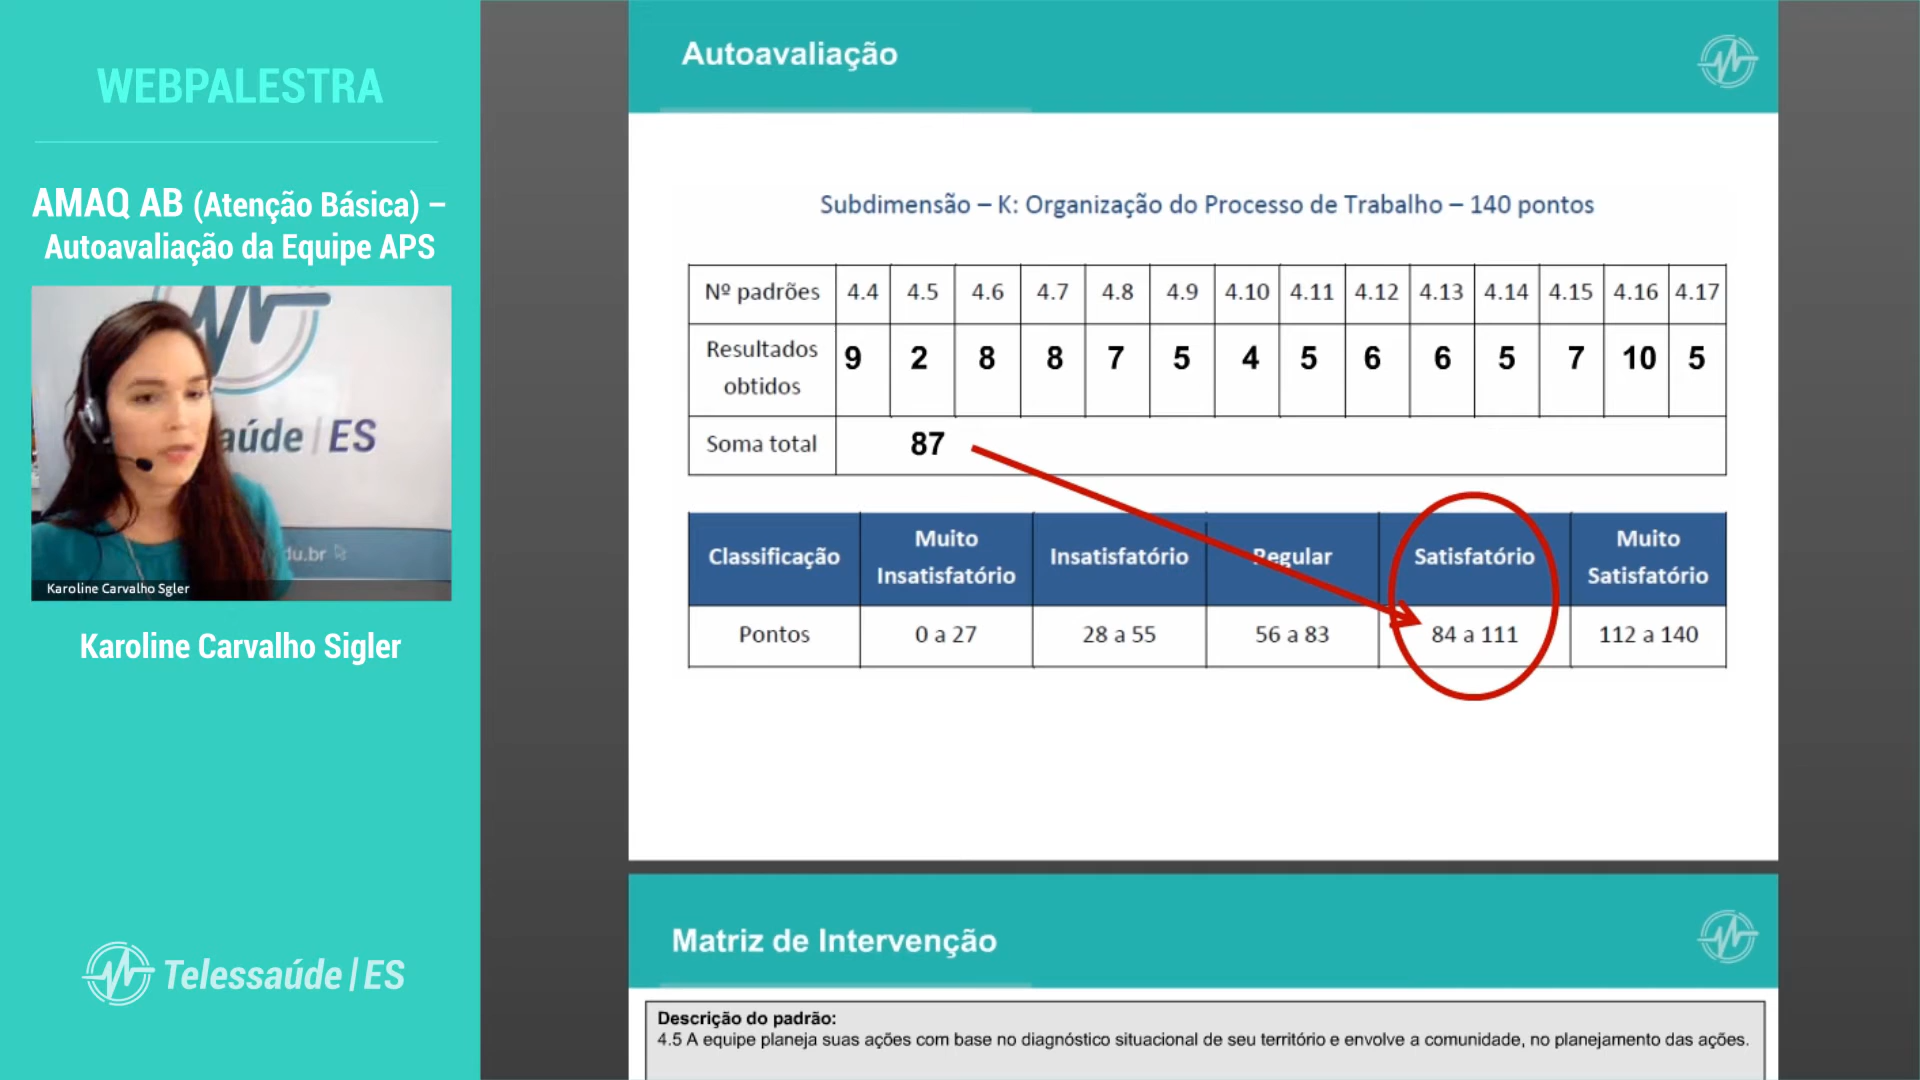 WEBPALESTRA
AMAQ AB (Atenção Básica) –
Autoavaliação da Equipe APS
aúde | ES
du.br
Karoline Carvalho Sgler
Karoline Carvalho Sigler
Telessaúde | ES
Autoavaliação
Subdimensão – K: Organização do Processo de Trabalho – 140 pontos
Nº padrões 4.4 4.5 4.6 4.7 4.8 4.9 4.10 4.11 4.12 4.13 4.14 4.15 4.16 4.17
Resultados obtidos 9 2 8 8 7 5 4 5 6 6 5 7 10 5
Soma total 87
Classificação Muito Insatisfatório Insatisfatório Regular Satisfatório Muito Satisfatório
Pontos 0 a 27 28 a 55 56 a 83 84 a 111 112 a 140
Matriz de Intervenção
Descrição do padrão:
4.5 A equipe planeja suas ações com base no diagnóstico situacional de seu território e envolve a comunidade, no planejamento das ações.